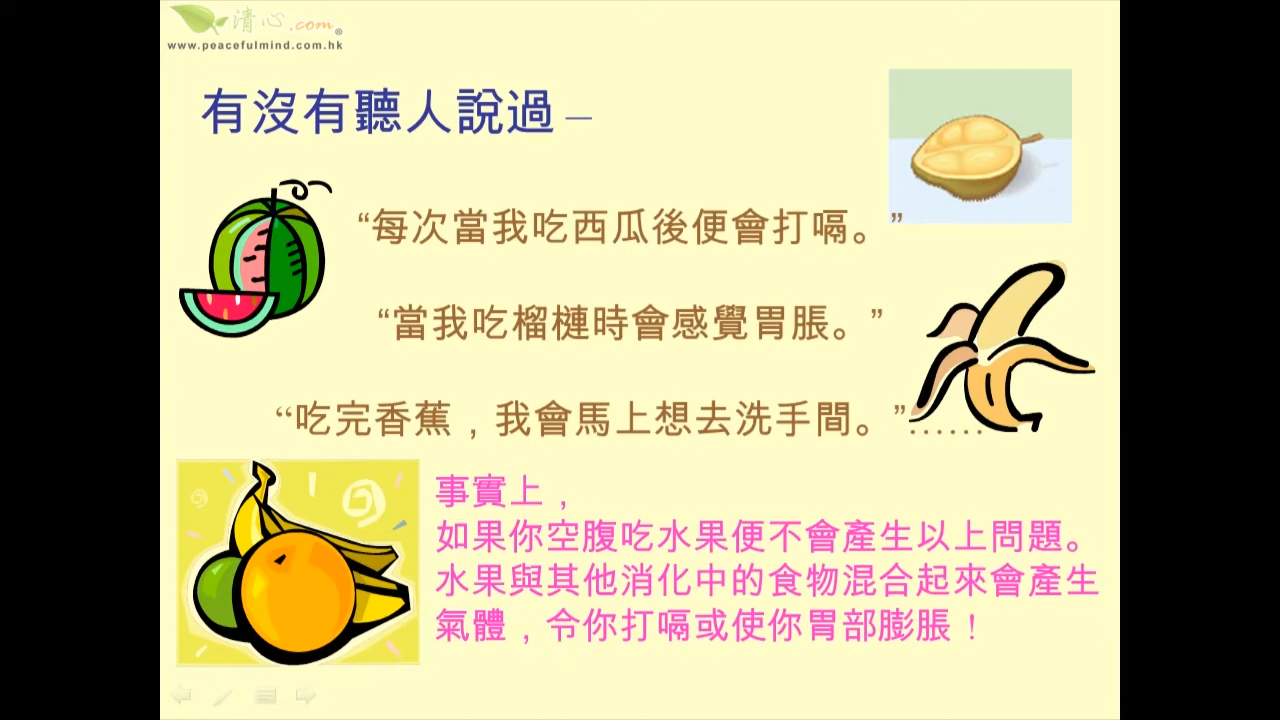 清心.com®
www.peacefulmind.com.hk
有沒有聽人說過 –
“每次當我吃西瓜後便會打嗝。”
“當我吃榴槤時會感覺胃脹。”
“吃完香蕉，我會馬上想去洗手間。”......
事實上，
如果你空腹吃水果便不會產生以上問題。
水果與其他消化中的食物混合起來會產生
氣體，令你打嗝或使你胃部膨脹！